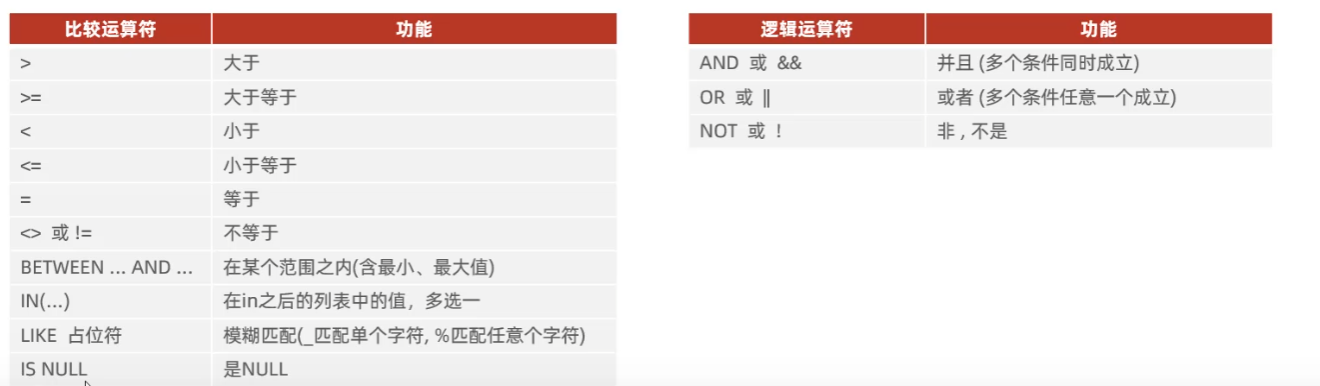 比较运算符 功能
> 大于
>= 大于等于
< 小于
<= 小于等于
= 等于
<> 或 != 不等于
BETWEEN ... AND ... 在某个范围之内(含最小、最大值)
IN(...) 在in之后的列表中的值，多选一
LIKE 占位符 模糊匹配(_匹配单个字符, %匹配任意个字符)
IS NULL 是NULL
逻辑运算符 功能
AND 或 && 并且 (多个条件同时成立)
OR 或 || 或者 (多个条件任意一个成立)
NOT 或 ! 非 , 不是